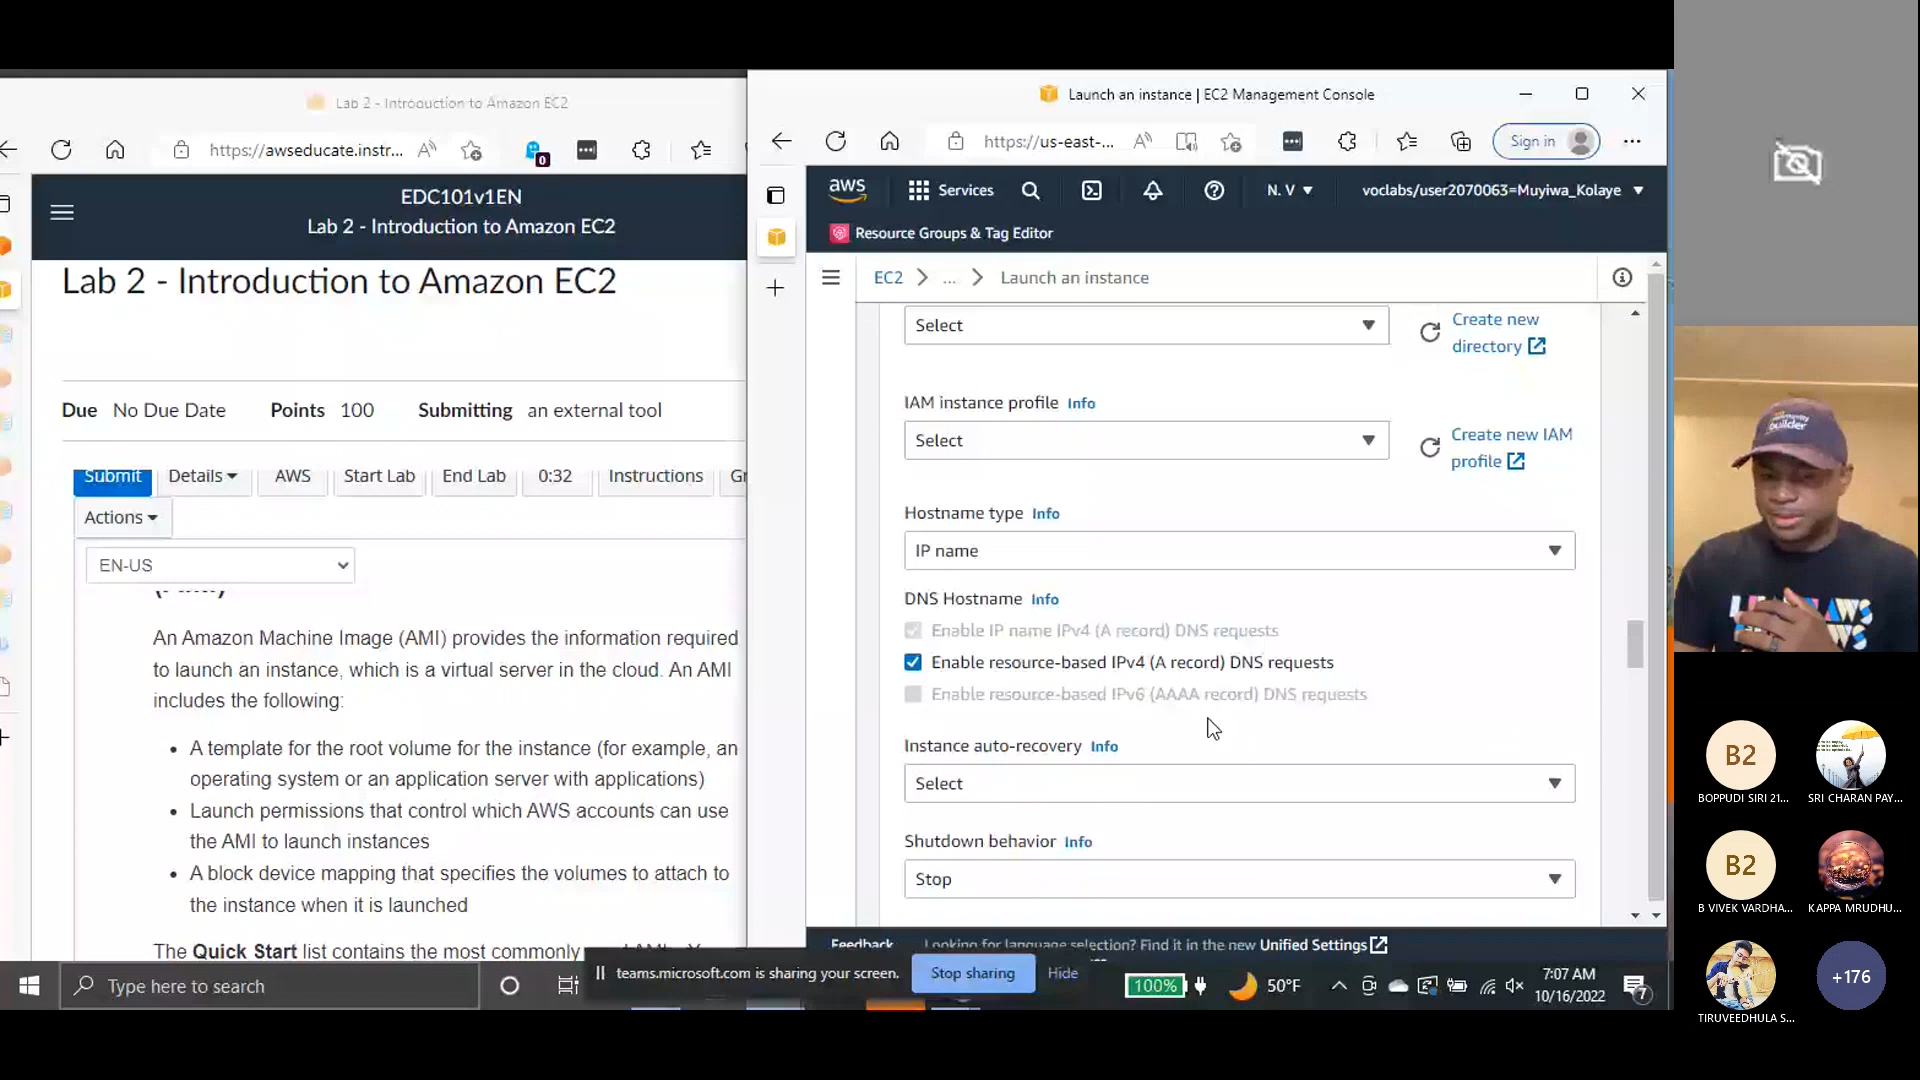 Lab 2 - Introduction to Amazon EC2
https://awseducate.instr...
0
EDC101v1EN
Lab 2 - Introduction to Amazon EC2
Lab 2 - Introduction to Amazon EC2
Due No Due Date Points 100 Submitting an external tool
Submit Details AWS Start Lab End Lab 0:32 Instructions
Actions
EN-US
An Amazon Machine Image (AMI) provides the information required
to launch an instance, which is a virtual server in the cloud. An AMI
includes the following:
• A template for the root volume for the instance (for example, an
operating system or an application server with applications)
• Launch permissions that control which AWS accounts can use
the AMI to launch instances
• A block device mapping that specifies the volumes to attach to
the instance when it is launched
The Quick Start list contains the most commonly
Launch an instance | EC2 Management Console
https://us-east-...
Sign in
aws Services N. V voclabs/user2070063=Muyiwa_Kolaye
Resource Groups & Tag Editor
EC2 > ... > Launch an instance
Select
Create new
directory
IAM instance profile Info
Select
Create new IAM
profile
Hostname type Info
IP name
DNS Hostname Info
Enable IP name IPv4 (A record) DNS requests
Enable resource-based IPv4 (A record) DNS requests
Enable resource-based IPv6 (AAAA record) DNS requests
Instance auto-recovery Info
Select
Shutdown behavior Info
Stop
Feedback Looking for language selection? Find it in the new Unified Settings
teams.microsoft.com is sharing your screen. Stop sharing Hide
Type here to search
100%
50°F
7:07 AM
10/16/2022
7
community
builder
AWS
B2
BOPPUDI SIRI 21...
SRI CHARAN PAY...
B2
B VIVEK VARDHA...
KAPPA MRUDHU...
TIRUVEEDHULA S...
+176